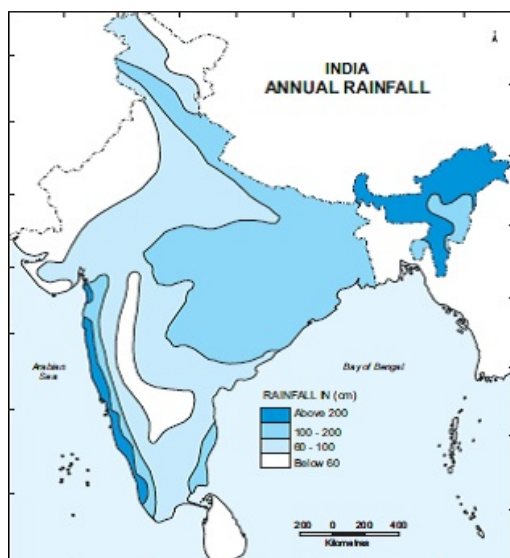 INDIA
ANNUAL RAINFALL
Arabian
Sea
Bay of Bengal
RAINFALL IN (cm)
Above 200
100 - 200
60 - 100
Below 60
200 0 200 400
Kilometres